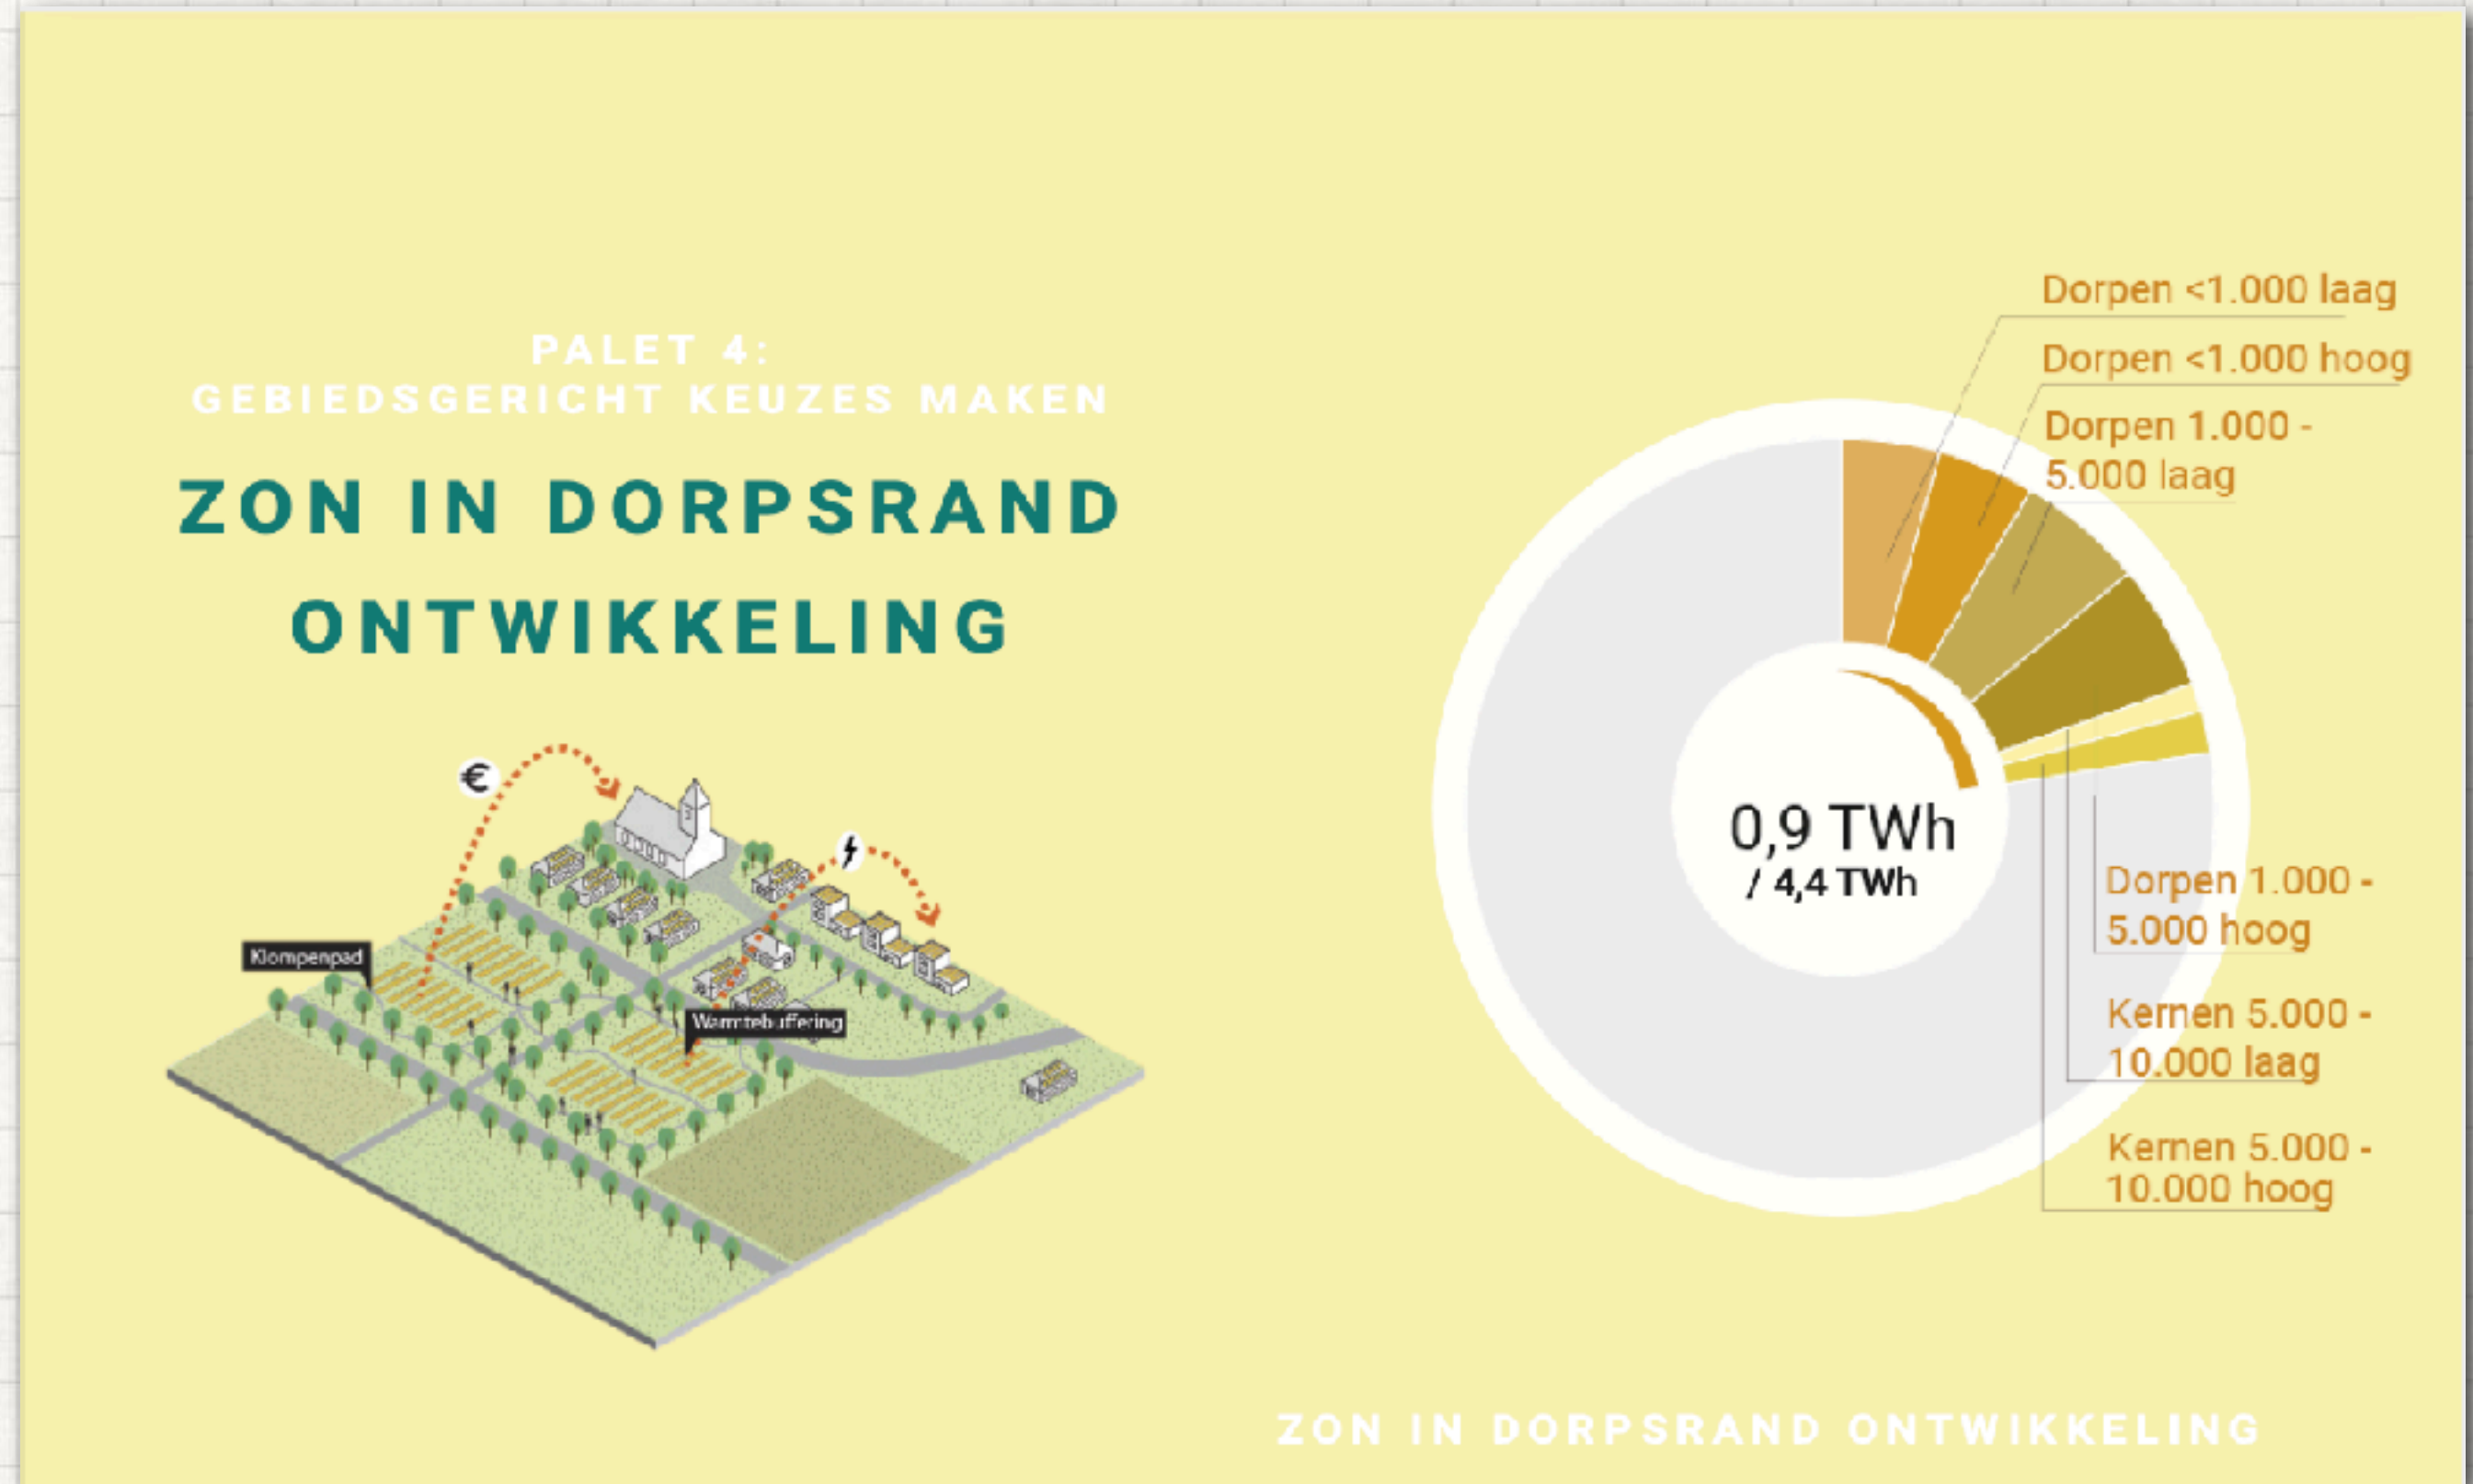 PALET 4:
GEBIEDSGERICHT KEUZES MAKEN
ZON IN DORPSRAND
ONTWIKKELING
€
Klompenpad
Warmtebuffering
Dorpen <1.000 laag
Dorpen <1.000 hoog
Dorpen 1.000 -
5.000 laag
0,9 TWh
/ 4,4 TWh
Dorpen 1.000 -
5.000 hoog
Kernen 5.000 -
10.000 laag
Kernen 5.000 -
10.000 hoog
ZON IN DORPSRAND ONTWIKKELING